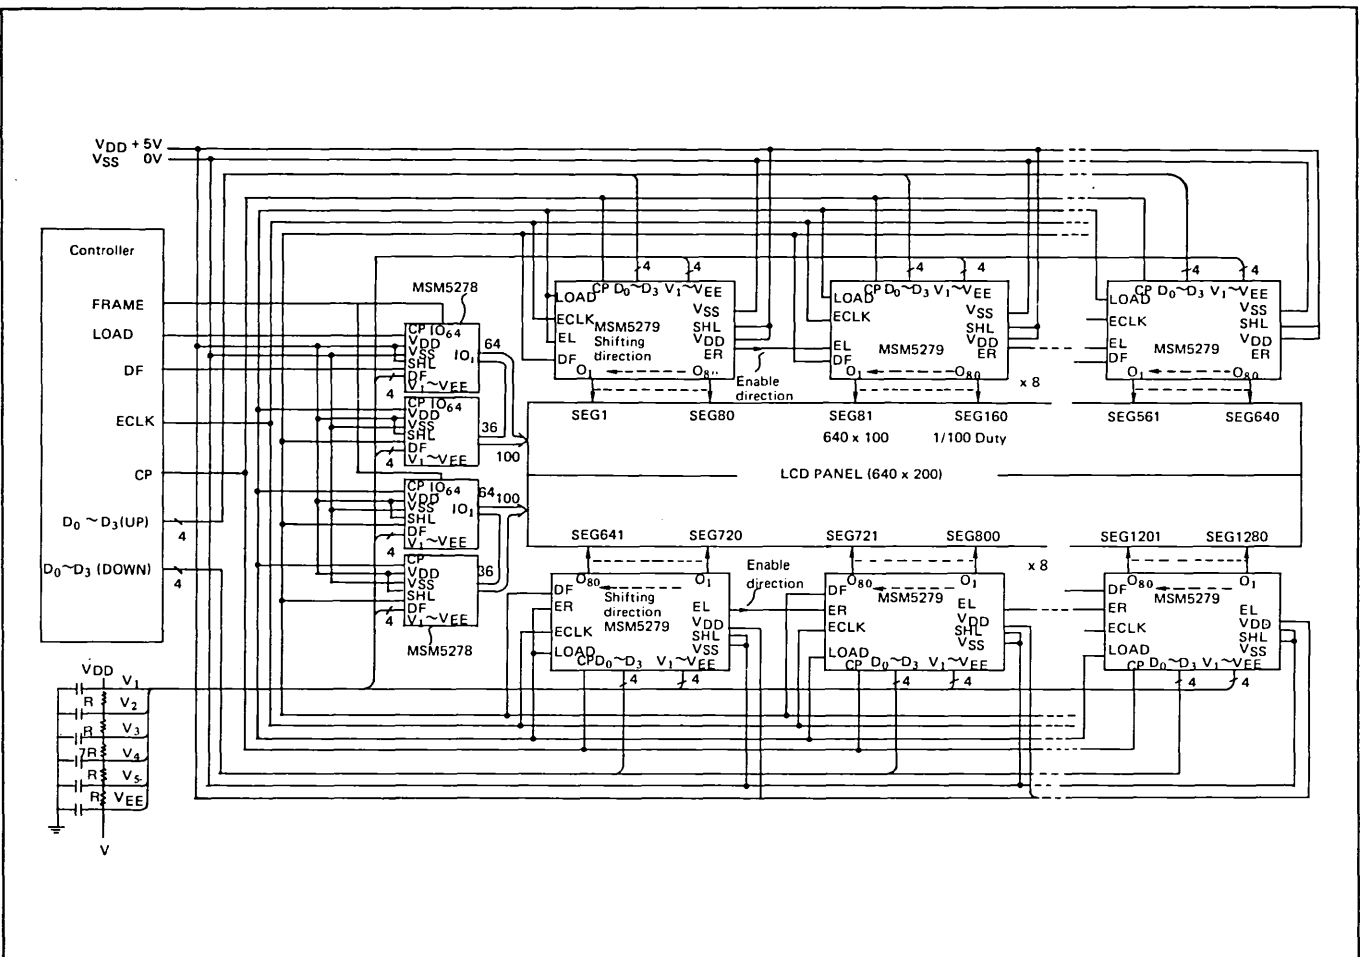 VDD +5V
VSS 0V
Controller
FRAME
LOAD
DF
ECLK
CP
D0~D3(UP)
4
D0~D3 (DOWN)
4
MSM5278
CP IO64
VDD
VSS
SHL
DF
V1~VEE
IO1
64
4
CP IO64
VDD
VSS
SHL
DF
V1~VEE
36
4
100
CP IO64
VDD
VSS
SHL
DF
V1~VEE
IO1
64
100
4
CP
VDD
VSS
SHL
DF
V1~VEE
36
4
MSM5278
4 4
CP D0~D3 V1~VEE
LOAD
ECLK
EL
DF
MSM5279
Shifting
direction
VSS
SHL
VDD
ER
O1 O8
Enable
direction
4 4
CP D0~D3 V1~VEE
LOAD
ECLK
EL
DF
MSM5279
VSS
SHL
VDD
ER
O1 O80
x 8
4 4
CP D0~D3 V1~VEE
LOAD
ECLK
EL
DF
MSM5279
VSS
SHL
VDD
ER
O1 O80
SEG1 SEG80 SEG81 SEG160 SEG561 SEG640
640 x 100 1/100 Duty
LCD PANEL (640 x 200)
SEG641 SEG720 SEG721 SEG800 SEG1201 SEG1280
x 8
Enable
direction
O80 O1
DF
ER
ECLK
LOAD
Shifting
direction
MSM5279
EL
VDD
SHL
VSS
CP D0~D3 V1~VEE
4 4
O80 O1
DF
ER
ECLK
LOAD
MSM5279
EL
VDD
SHL
VSS
CP D0~D3 V1~VEE
4 4
O80 O1
DF
ER
ECLK
LOAD
MSM5279
EL
VDD
SHL
VSS
CP D0~D3 V1~VEE
4 4
VDD
V1
R V2
R V3
7R V4
R V5
R VEE
V